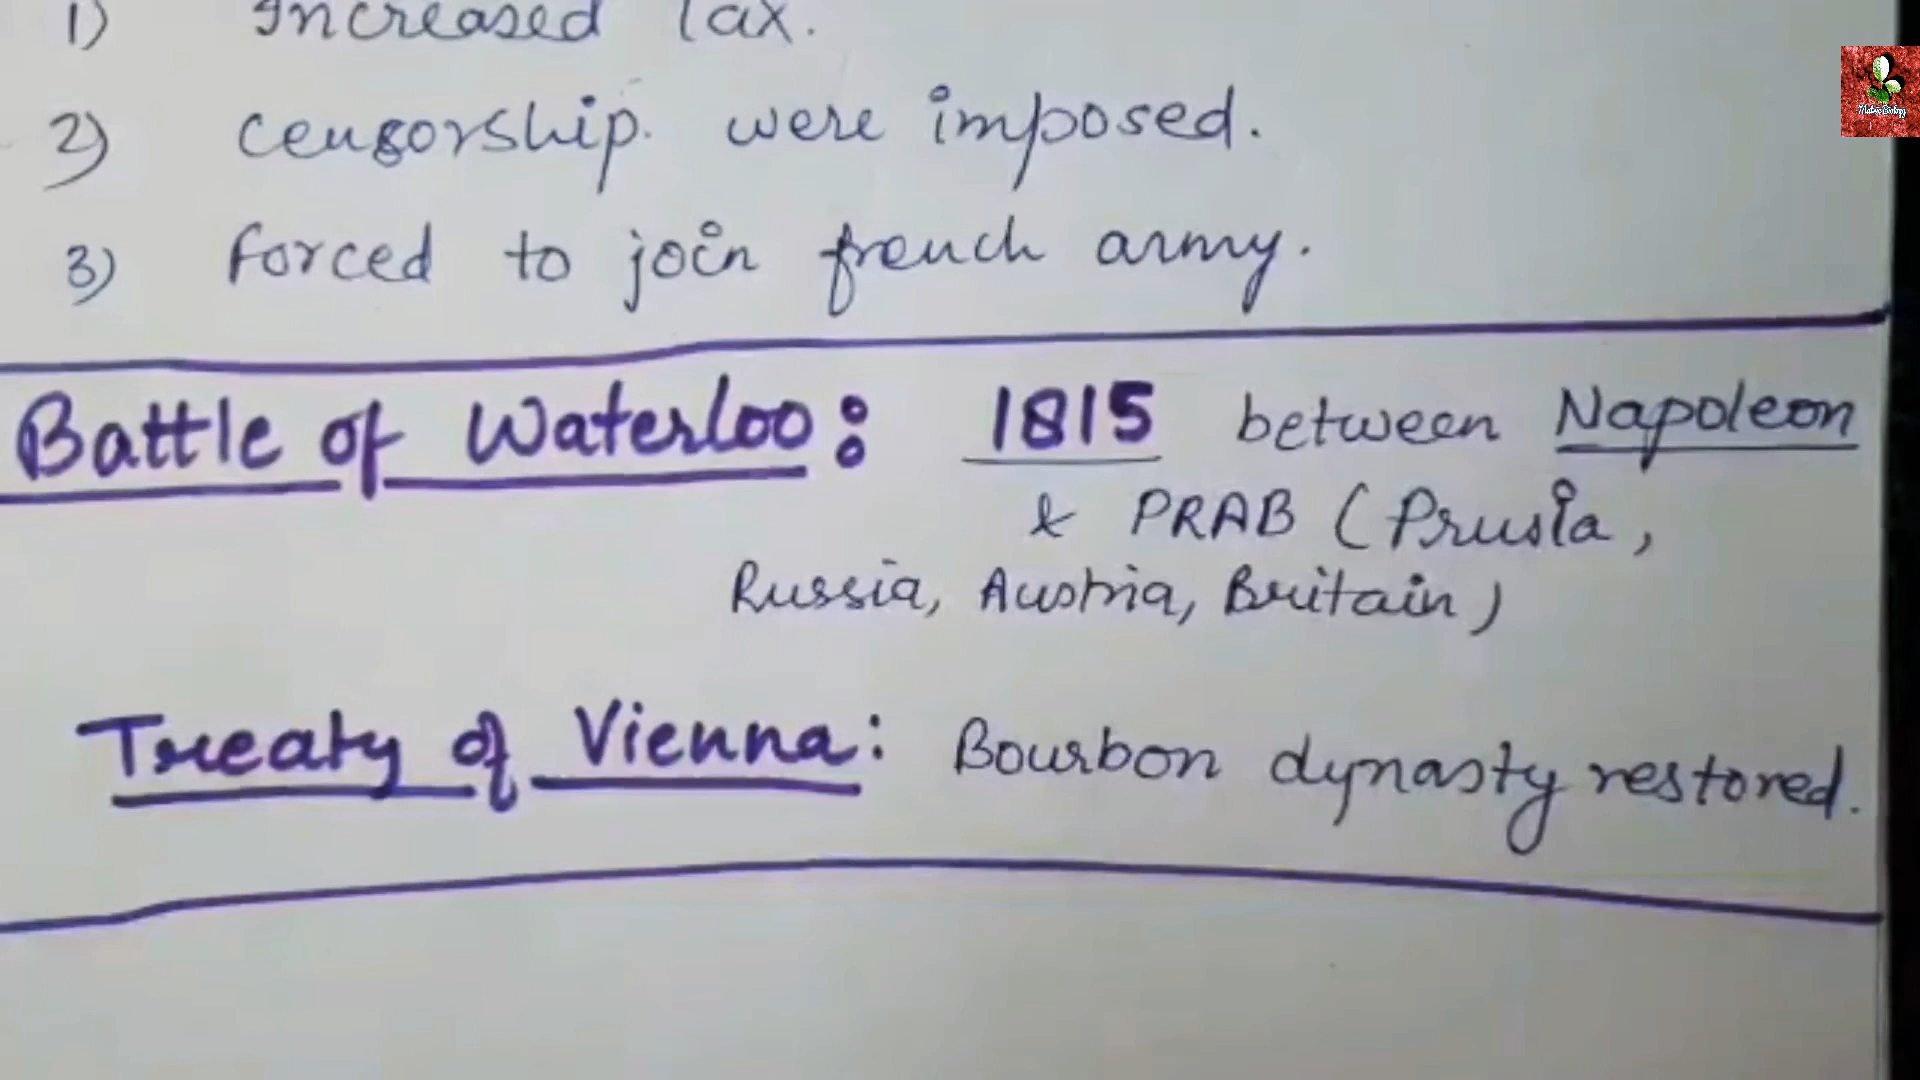 1) Increased Tax.
2) censorship. were imposed.
3) Forced to join french army.
Battle of Waterloo: 1815 between Napoleon
& PRAB (Prusia,
Russia, Austria, Britain)
Treaty of Vienna: Bourbon dynasty restored.